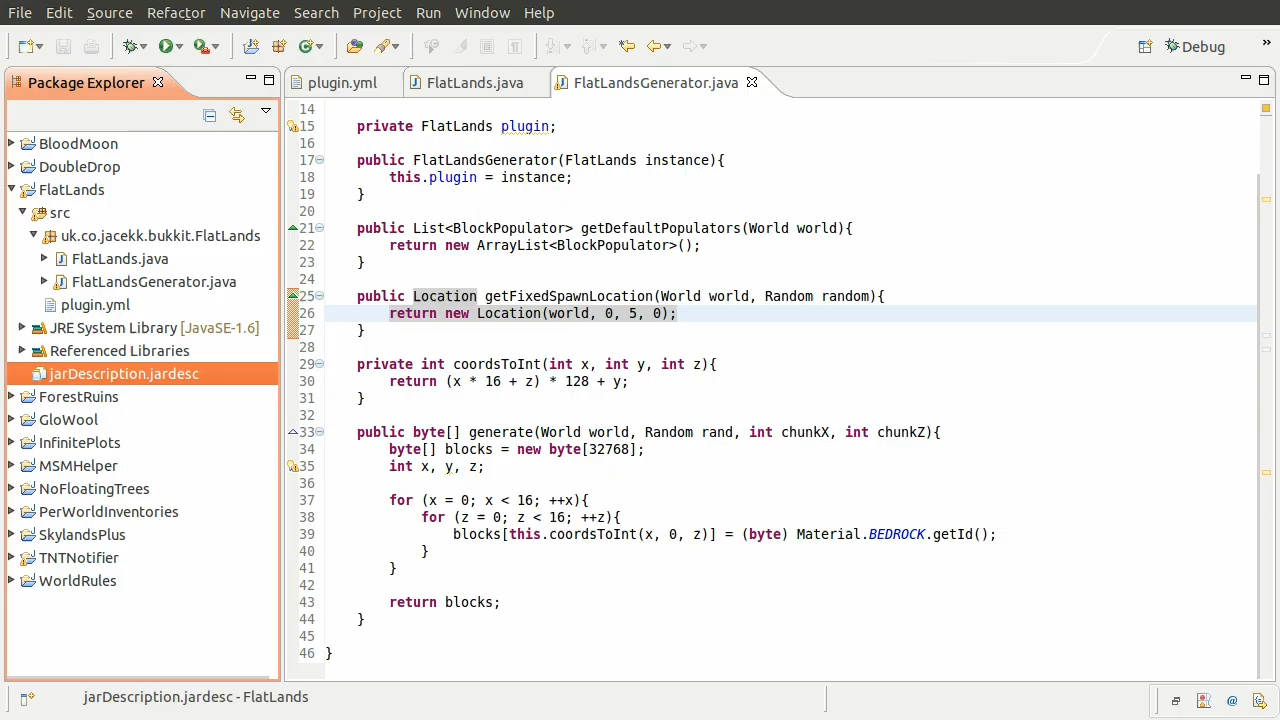 File Edit Source Refactor Navigate Search Project Run Window Help
Debug »
Package Explorer
plugin.yml FlatLands.java FlatLandsGenerator.java
BloodMoon
DoubleDrop
FlatLands
src
uk.co.jacekk.bukkit.FlatLands
FlatLands.java
FlatLandsGenerator.java
plugin.yml
JRE System Library [JavaSE-1.6]
Referenced Libraries
jarDescription.jardesc
ForestRuins
GloWool
InfinitePlots
MSMHelper
NoFloatingTrees
PerWorldInventories
SkylandsPlus
TNTNotifier
WorldRules
14
15 private FlatLands plugin;
16
17 public FlatLandsGenerator(FlatLands instance){
18 this.plugin = instance;
19 }
20
21 public List<BlockPopulator> getDefaultPopulators(World world){
22 return new ArrayList<BlockPopulator>();
23 }
24
25 public Location getFixedSpawnLocation(World world, Random random){
26 return new Location(world, 0, 5, 0);
27 }
28
29 private int coordsToInt(int x, int y, int z){
30 return (x * 16 + z) * 128 + y;
31 }
32
33 public byte[] generate(World world, Random rand, int chunkX, int chunkZ){
34 byte[] blocks = new byte[32768];
35 int x, y, z;
36
37 for (x = 0; x < 16; ++x){
38 for (z = 0; z < 16; ++z){
39 blocks[this.coordsToInt(x, 0, z)] = (byte) Material.BEDROCK.getId();
40 }
41 }
42
43 return blocks;
44 }
45
46 }
jarDescription.jardesc - FlatLands